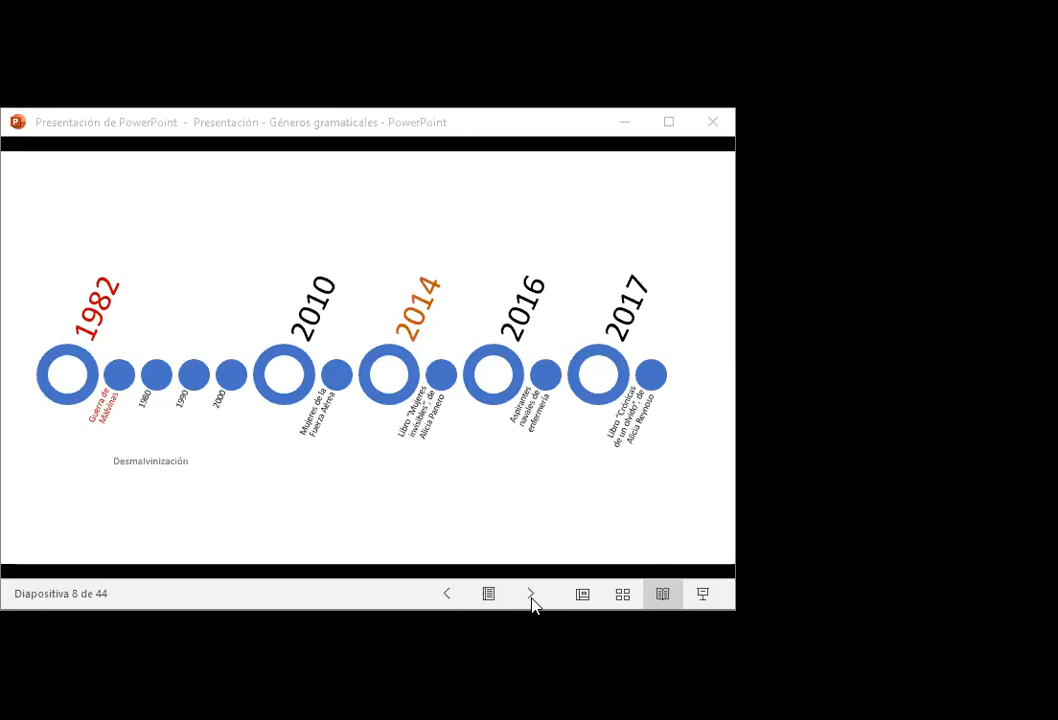 Presentación de PowerPoint - Presentación - Géneros gramaticales - PowerPoint
1982
2010
2014
2016
2017
Guerra de
Malvinas
1980
1990
2000
Mujeres de la
Fuerza Aérea
Libro "Mujeres
invisibles", de
Alicia Panero
Aspirantes
navales de
enfermería
Libro "Crónicas
de un olvido", de
Alicia Reynoso
Desmalvinización
Diapositiva 8 de 44